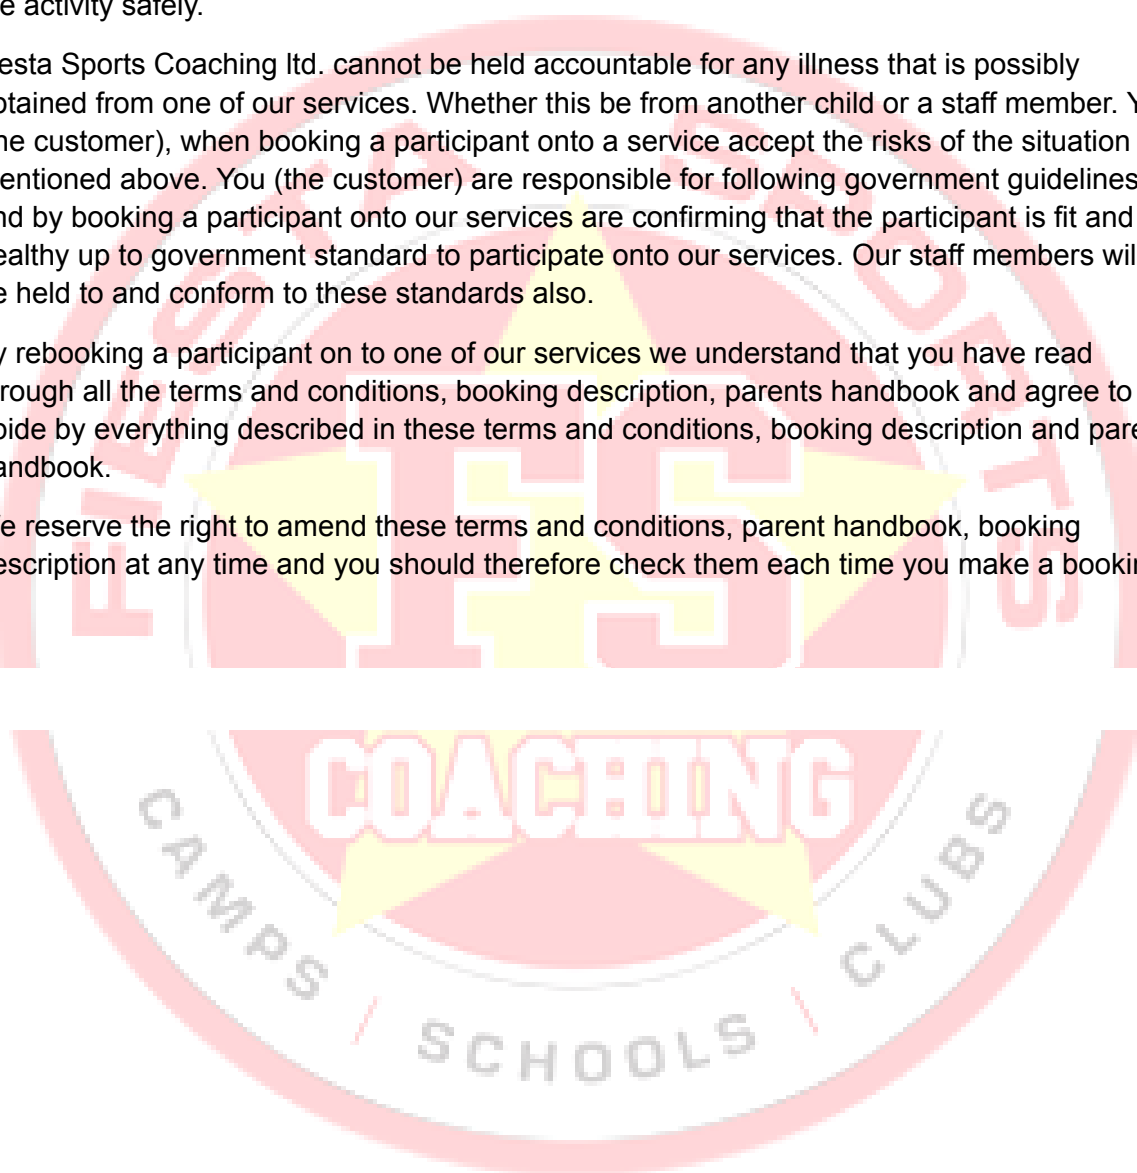 e activity safely.
esta Sports Coaching ltd. cannot be held accountable for any illness that is possibly
otained from one of our services. Whether this be from another child or a staff member. Y
ne customer), when booking a participant onto a service accept the risks of the situation
entioned above. You (the customer) are responsible for following government guidelines
nd by booking a participant onto our services are confirming that the participant is fit and
ealthy up to government standard to participate onto our services. Our staff members wil
e held to and conform to these standards also.
y rebooking a participant on to one of our services we understand that you have read
rough all the terms and conditions, booking description, parents handbook and agree to
bide by everything described in these terms and conditions, booking description and pare
andbook.
e reserve the right to amend these terms and conditions, parent handbook, booking
escription at any time and you should therefore check them each time you make a bookin
FIESTA SPORTS
FS
COACHING
CAMPS | SCHOOLS | CLUBS